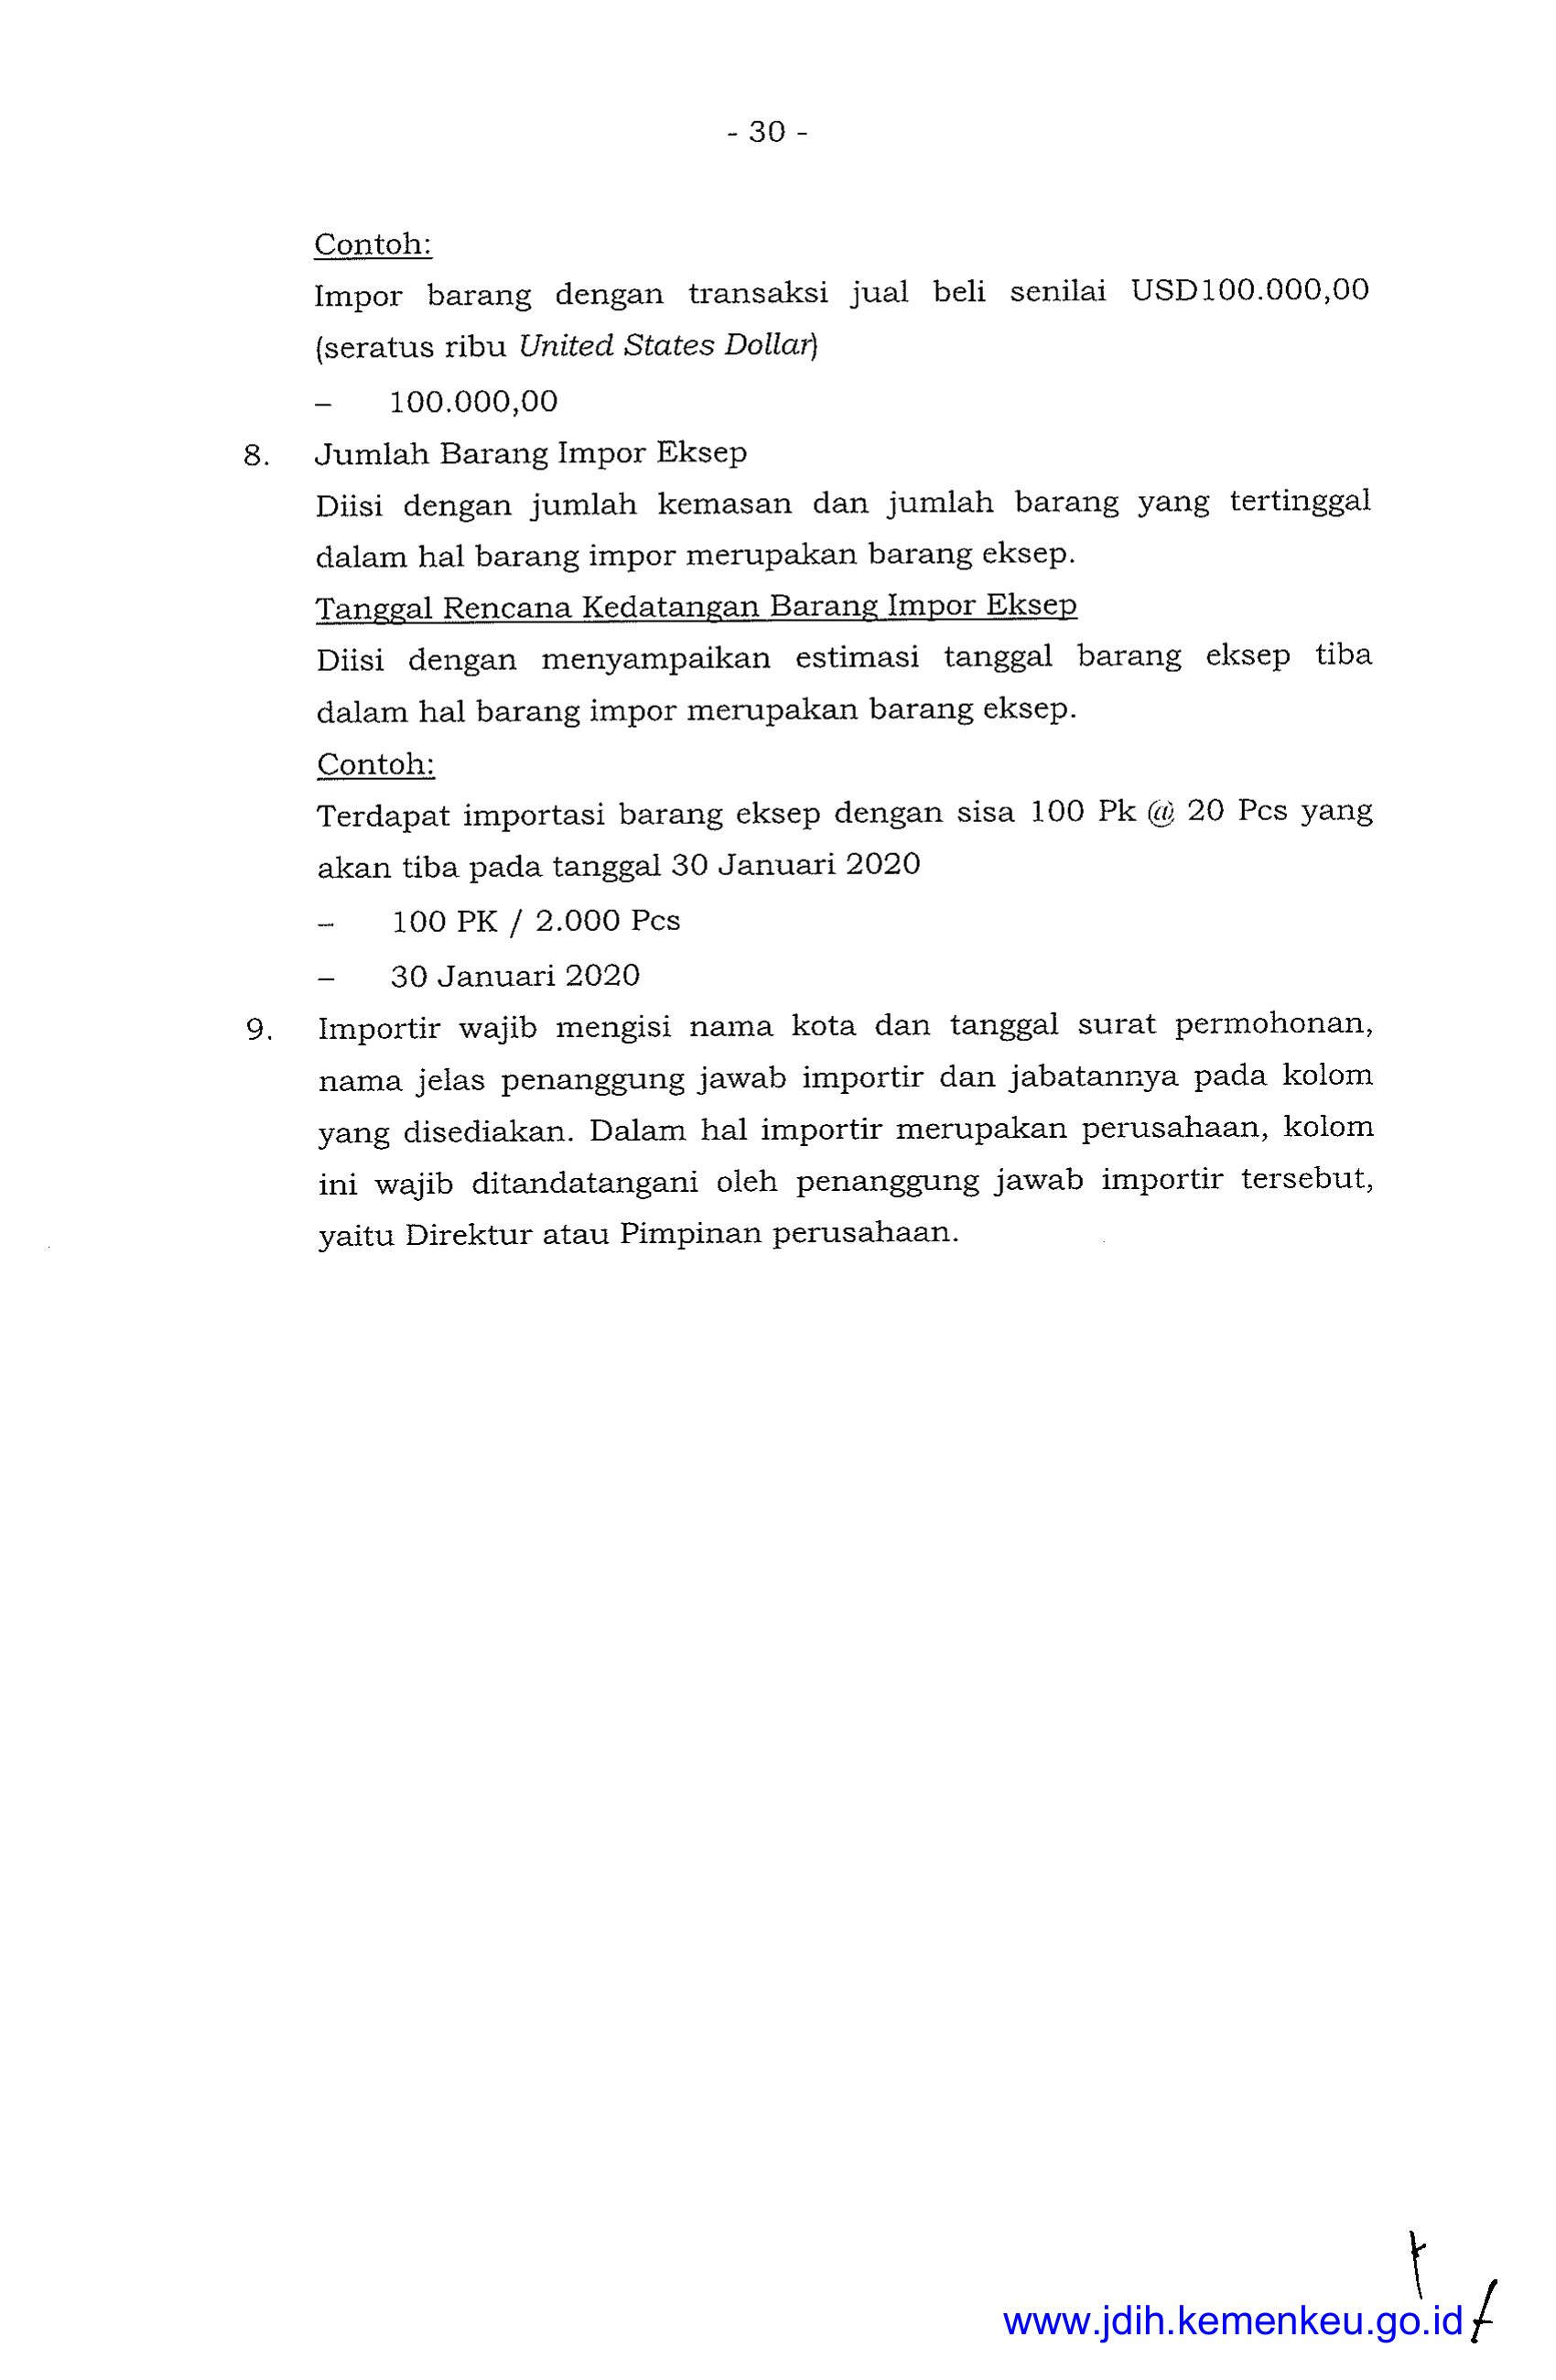 - 30 -
Contoh:
Impor barang dengan transaksi jual beli senilai USD100.000,00
(seratus ribu United States Dollar)
– 100.000,00
8. Jumlah Barang Impor Eksep
Diisi dengan jumlah kemasan dan jumlah barang yang tertinggal
dalam hal barang impor merupakan barang eksep.
Tanggal Rencana Kedatangan Barang Impor Eksep
Diisi dengan menyampaikan estimasi tanggal barang eksep tiba
dalam hal barang impor merupakan barang eksep.
Contoh:
Terdapat importasi barang eksep dengan sisa 100 Pk @ 20 Pcs yang
akan tiba pada tanggal 30 Januari 2020
– 100 PK / 2.000 Pcs
– 30 Januari 2020
9. Importir wajib mengisi nama kota dan tanggal surat permohonan,
nama jelas penanggung jawab importir dan jabatannya pada kolom
yang disediakan. Dalam hal importir merupakan perusahaan, kolom
ini wajib ditandatangani oleh penanggung jawab importir tersebut,
yaitu Direktur atau Pimpinan perusahaan.
www.jdih.kemenkeu.go.id